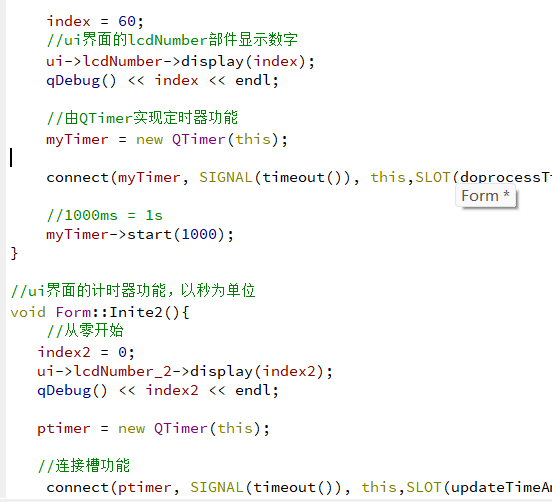 index = 60;
//ui界面的lcdNumber部件显示数字
ui->lcdNumber->display(index);
qDebug() << index << endl;
//由QTimer实现定时器功能
myTimer = new QTimer(this);
connect(myTimer, SIGNAL(timeout()), this,SLOT(doprocessT
Form *
//1000ms = 1s
myTimer->start(1000);
}
//ui界面的计时器功能，以秒为单位
void Form::Inite2(){
//从零开始
index2 = 0;
ui->lcdNumber_2->display(index2);
qDebug() << index2 << endl;
ptimer = new QTimer(this);
//连接槽功能
connect(ptimer, SIGNAL(timeout()), this,SLOT(updateTimeAn